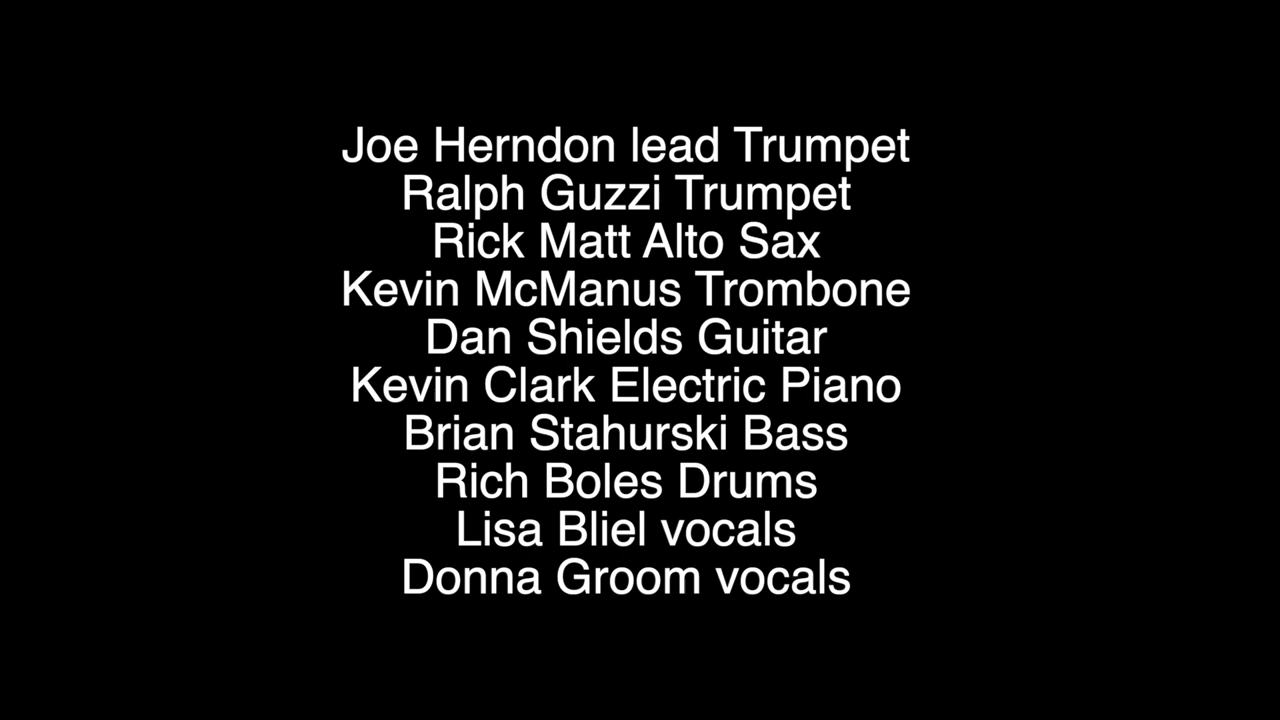 Joe Herndon lead Trumpet
Ralph Guzzi Trumpet
Rick Matt Alto Sax
Kevin McManus Trombone
Dan Shields Guitar
Kevin Clark Electric Piano
Brian Stahurski Bass
Rich Boles Drums
Lisa Bliel vocals
Donna Groom vocals